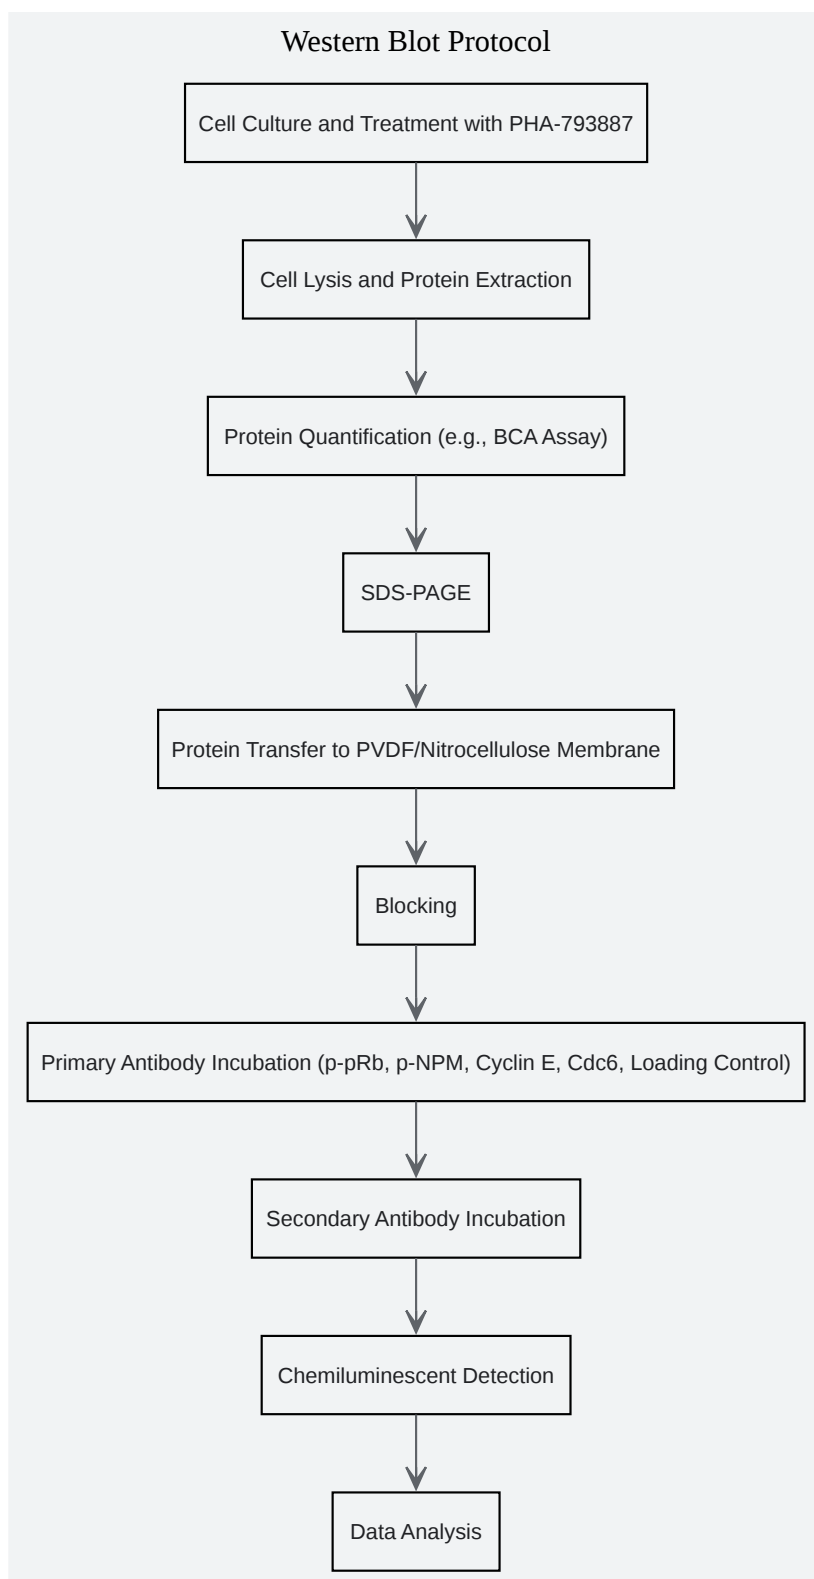 Western Blot Protocol
Cell Culture and Treatment with PHA-793887
Cell Lysis and Protein Extraction
Protein Quantification (e.g., BCA Assay)
SDS-PAGE
Protein Transfer to PVDF/Nitrocellulose Membrane
Blocking
Primary Antibody Incubation (p-pRb, p-NPM, Cyclin E, Cdc6, Loading Control)
Secondary Antibody Incubation
Chemiluminescent Detection
Data Analysis